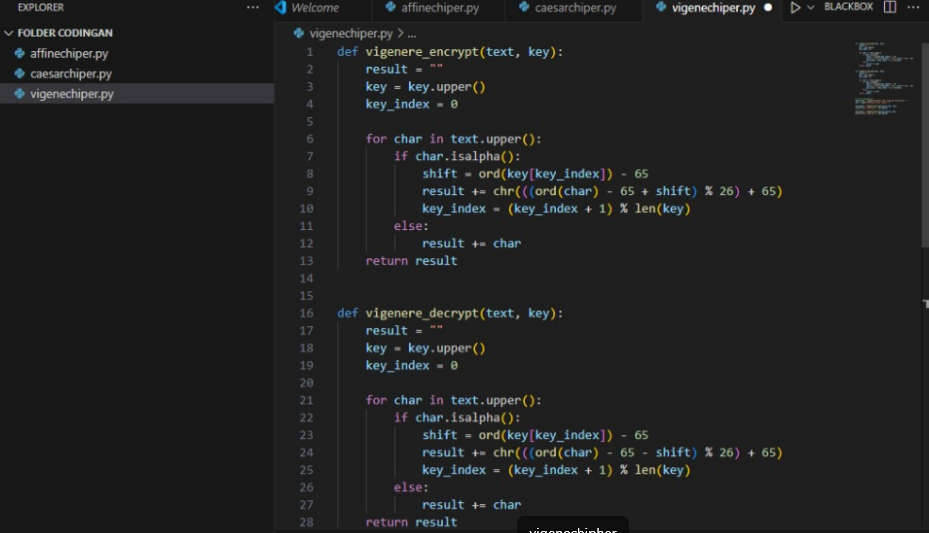 EXPLORER
···
Welcome
affinechiper.py
caesarchiper.py
vigenechiper.py
BLACKBOX
···
FOLDER CODINGAN
affinechiper.py
caesarchiper.py
vigenechiper.py
vigenechiper.py > ...
1 def vigenere_encrypt(text, key):
2 result = ""
3 key = key.upper()
4 key_index = 0
5
6 for char in text.upper():
7 if char.isalpha():
8 shift = ord(key[key_index]) - 65
9 result += chr(((ord(char) - 65 + shift) % 26) + 65)
10 key_index = (key_index + 1) % len(key)
11 else:
12 result += char
13 return result
14
15
16 def vigenere_decrypt(text, key):
17 result = ""
18 key = key.upper()
19 key_index = 0
20
21 for char in text.upper():
22 if char.isalpha():
23 shift = ord(key[key_index]) - 65
24 result += chr(((ord(char) - 65 - shift) % 26) + 65)
25 key_index = (key_index + 1) % len(key)
26 else:
27 result += char
28 return result